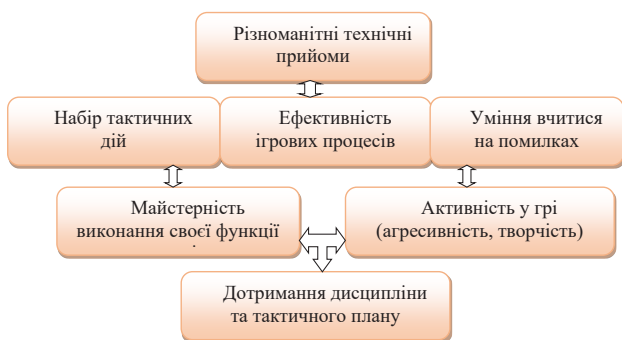 Різноманітні технічні
прийоми
Набір тактичних
дій
Ефективність
ігрових процесів
Уміння вчитися
на помилках
Майстерність
виконання своєї функції
Активність у грі
(агресивність, творчість)
Дотримання дисципліни
та тактичного плану